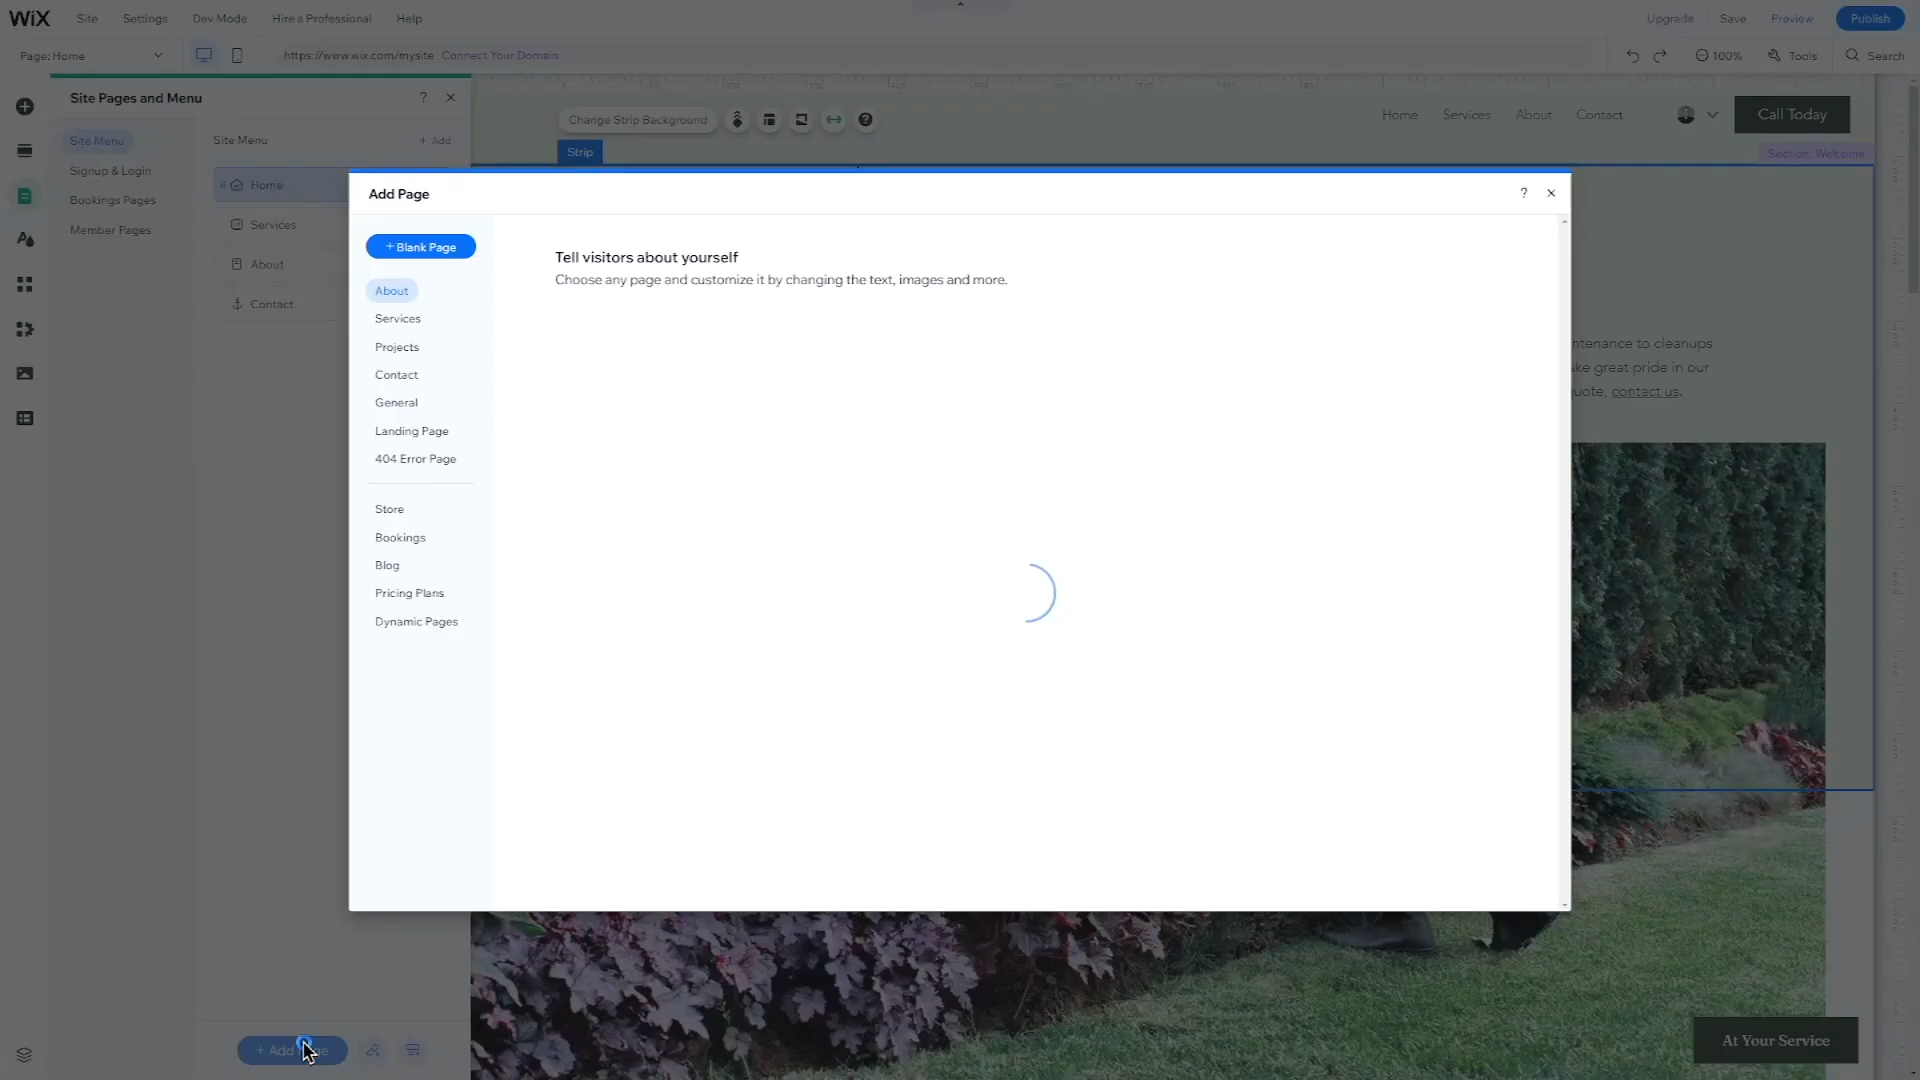 WiX
Site
Settings
Dev Mode
Hire a Professional
Help
Upgrade
Save
Preview
Publish
Page: Home
https://www.wix.com/mysite
Connect Your Domain
100%
Tools
Search
Site Pages and Menu
?
Site Menu
Signup & Login
Bookings Pages
Member Pages
Site Menu
+ Add
Home
Services
About
Contact
+ Add
Change Strip Background
Strip
Home
Services
About
Contact
Call Today
Section: Welcome
Add Page
?
+ Blank Page
About
Services
Projects
Contact
General
Landing Page
404 Error Page
Store
Bookings
Blog
Pricing Plans
Dynamic Pages
Tell visitors about yourself
Choose any page and customize it by changing the text, images and more.
to cleanups
great pride in our
contact us.
At Your Service